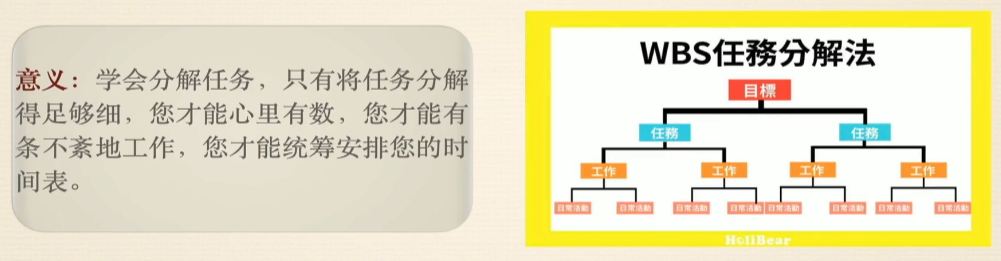 意义：学会分解任务，只有将任务分解
得足够细，您才能心里有数，您才能有
条不紊地工作，您才能统筹安排您的时
间表。
WBS任務分解法
目標
任務 任務
工作 工作 工作 工作
日常活動 日常活動 日常活動 日常活動 日常活動 日常活動 日常活動 日常活動
HoliBear